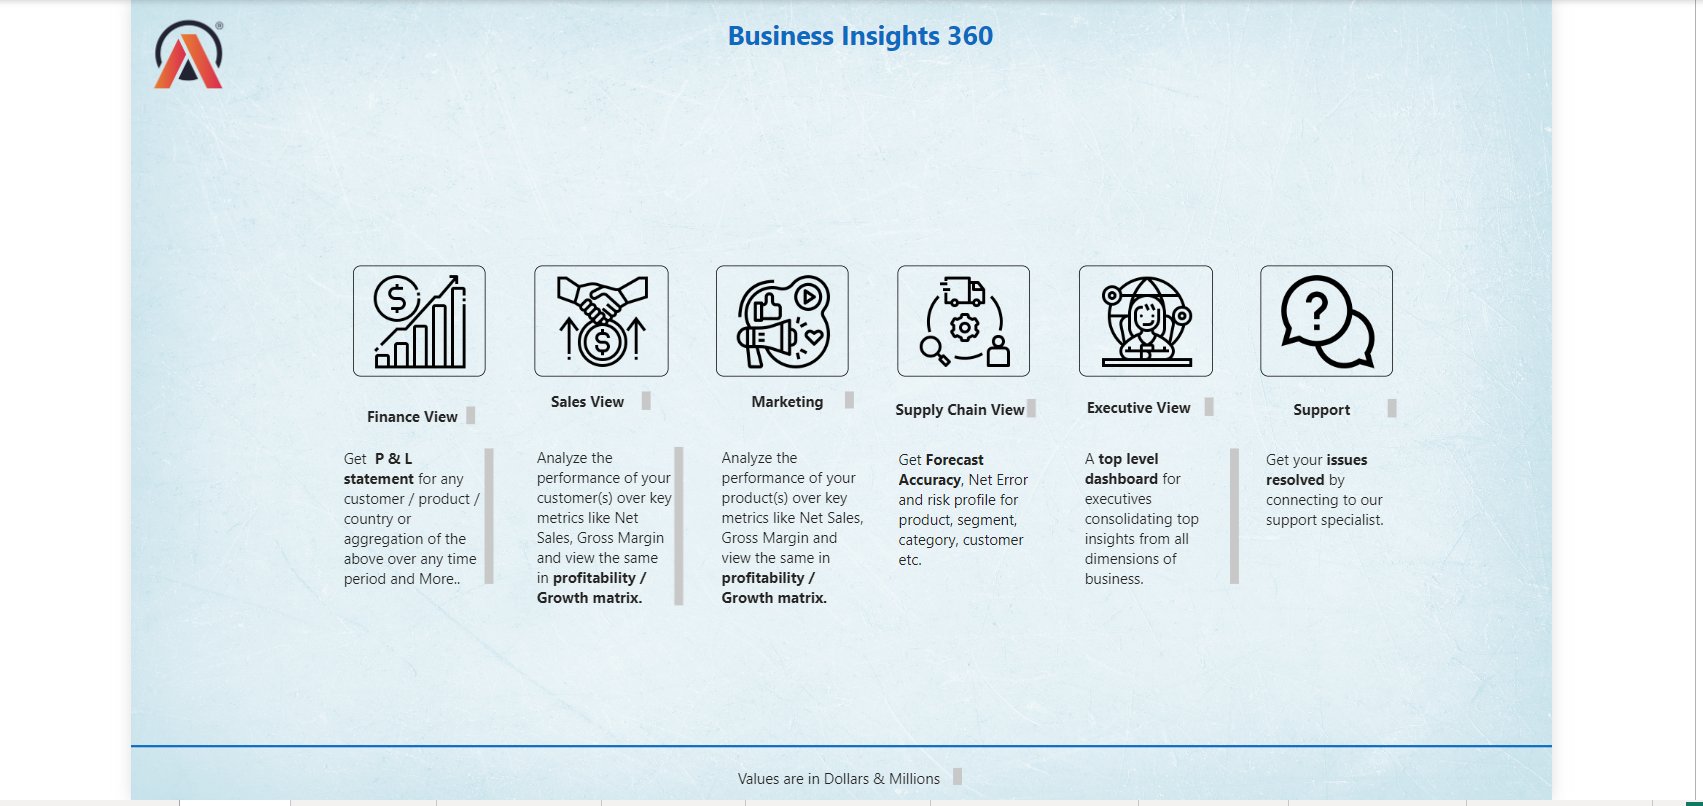 ®
Business Insights 360
$
$
?
Finance View
Sales View
Marketing
Supply Chain View
Executive View
Support
Get P & L
statement for any
customer / product /
country or
aggregation of the
above over any time
period and More..
Analyze the
performance of your
customer(s) over key
metrics like Net
Sales, Gross Margin
and view the same
in profitability /
Growth matrix.
Analyze the
performance of your
product(s) over key
metrics like Net Sales,
Gross Margin and
view the same in
profitability /
Growth matrix.
Get Forecast
Accuracy, Net Error
and risk profile for
product, segment,
category, customer
etc.
A top level
dashboard for
executives
consolidating top
insights from all
dimensions of
business.
Get your issues
resolved by
connecting to our
support specialist.
Values are in Dollars & Millions